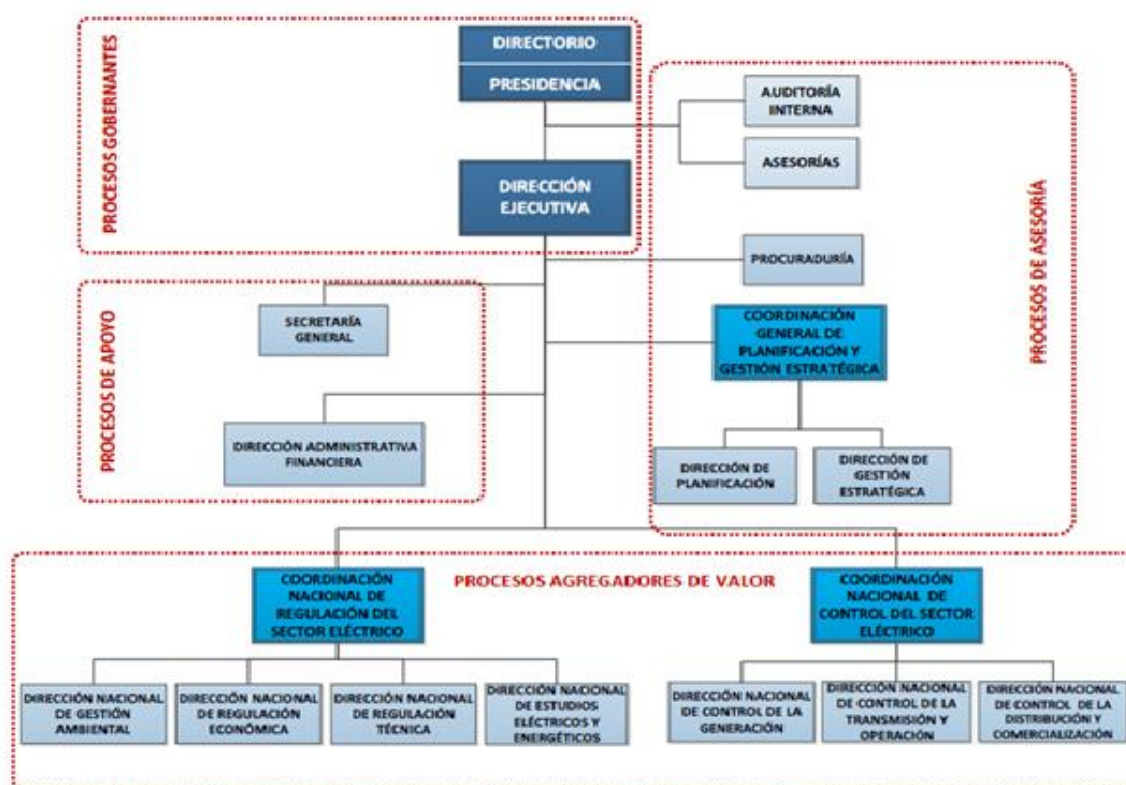 DIRECTORIO
PRESIDENCIA
PROCESOS GOBERNANTES
DIRECCIÓN
EJECUTIVA
AUDITORÍA
INTERNA
ASESORÍAS
PROCURADURÍA
PROCESOS DE ASESORÍA
COORDINACIÓN
GENERAL DE
PLANIFICACIÓN Y
GESTIÓN ESTRATÉGICA
DIRECCIÓN DE
PLANIFICACIÓN
DIRECCIÓN DE
GESTIÓN
ESTRATÉGICA
PROCESOS DE APOYO
SECRETARÍA
GENERAL
DIRECCIÓN ADMINISTRATIVA
FINANCIERA
PROCESOS AGREGADORES DE VALOR
COORDINACIÓN
NACIONAL DE
REGULACIÓN DEL
SECTOR ELÉCTRICO
COORDINACIÓN
NACIONAL DE
CONTROL DEL SECTOR
ELÉCTRICO
DIRECCIÓN NACIONAL
DE GESTIÓN
AMBIENTAL
DIRECCIÓN NACIONAL
DE REGULACIÓN
ECONÓMICA
DIRECCIÓN NACIONAL
DE REGULACIÓN
TÉCNICA
DIRECCIÓN NACIONAL
DE ESTUDIOS
ELÉCTRICOS Y
ENERGÉTICOS
DIRECCIÓN NACIONAL
DE CONTROL DE LA
GENERACIÓN
DIRECCIÓN NACIONAL
DE CONTROL DE LA
TRANSMISIÓN Y
OPERACIÓN
DIRECCIÓN NACIONAL
DE CONTROL DE LA
DISTRIBUCIÓN Y
COMERCIALIZACIÓN